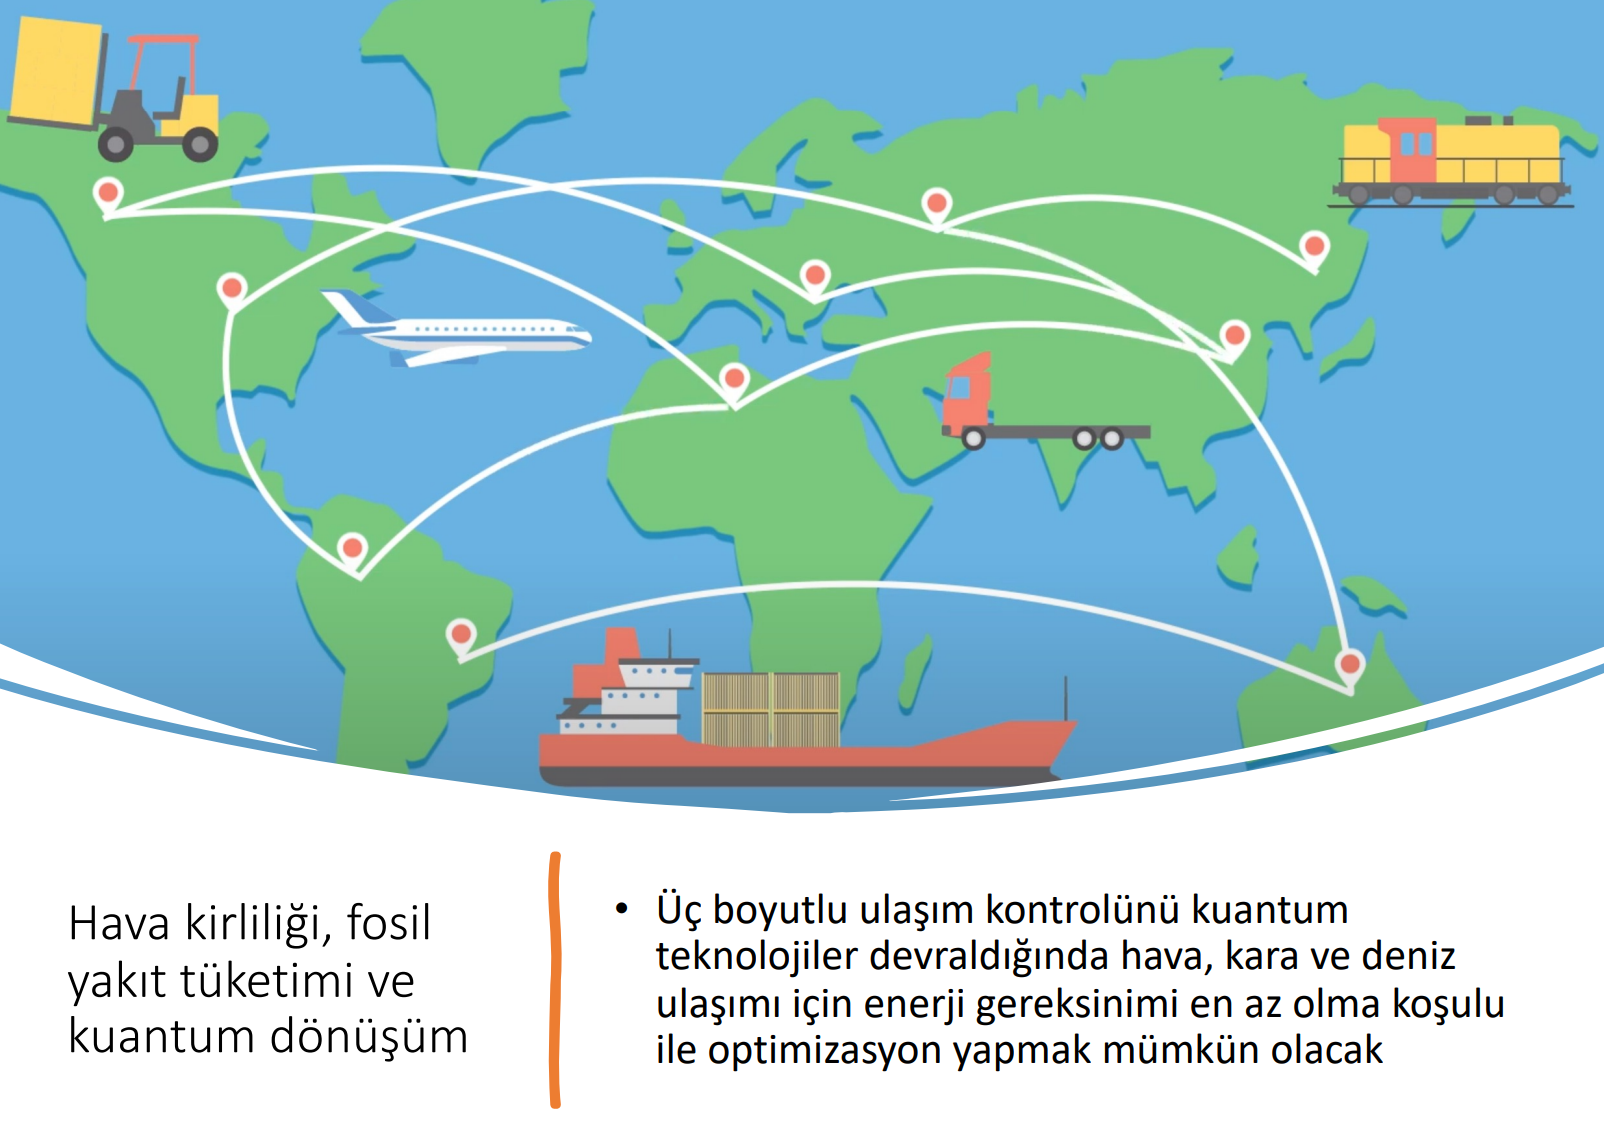 Hava kirliliği, fosil
yakıt tüketimi ve
kuantum dönüşüm
• Üç boyutlu ulaşım kontrolünü kuantum
teknolojiler devraldığında hava, kara ve deniz
ulaşımı için enerji gereksinimi en az olma koşulu
ile optimizasyon yapmak mümkün olacak